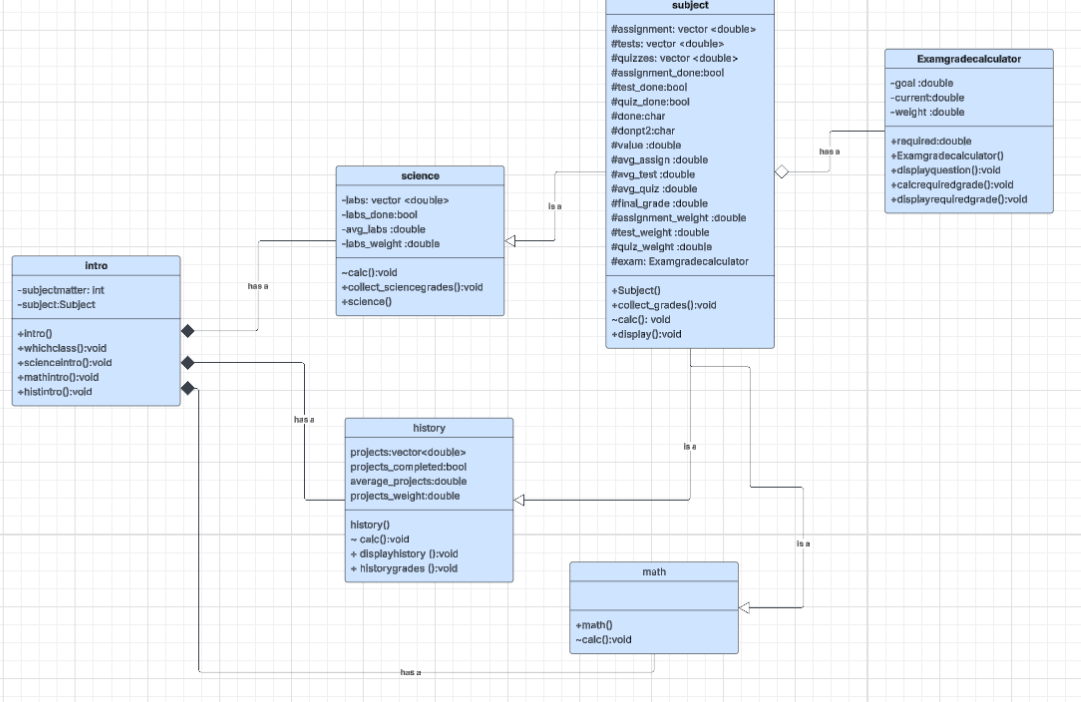 subject
#assignment: vector <double>
#tests: vector <double>
#quizzes: vector <double>
#assignment_done:bool
#test_done:bool
#quiz_done:bool
#done:char
#donpt2:char
#value :double
#avg_assign :double
#avg_test :double
#avg_quiz :double
#final_grade :double
#assignment_weight :double
#test_weight :double
#quiz_weight :double
#exam: Examgradecalculator
+Subject()
+collect_grades():void
~calc(): void
+display():void
Examgradecalculator
-goal :double
-current:double
-weight :double
+required:double
+Examgradecalculator()
+displayquestion():void
+calcrequiredgrade():void
+displayrequiredgrade():void
has a
science
-labs: vector <double>
-labs_done:bool
-avg_labs :double
-labs_weight :double
~calc():void
+collect_sciencegrades():void
+science()
is a
intro
-subjectmatter: int
-subject:Subject
+intro()
+whichclass():void
+scienceintro():void
+mathintro():void
+histintro():void
has a
has a
history
projects:vector<double>
projects_completed:bool
average_projects:double
projects_weight:double
history()
~ calc():void
+ displayhistory ():void
+ historygrades ():void
is a
is a
math
+math()
~calc():void
has a